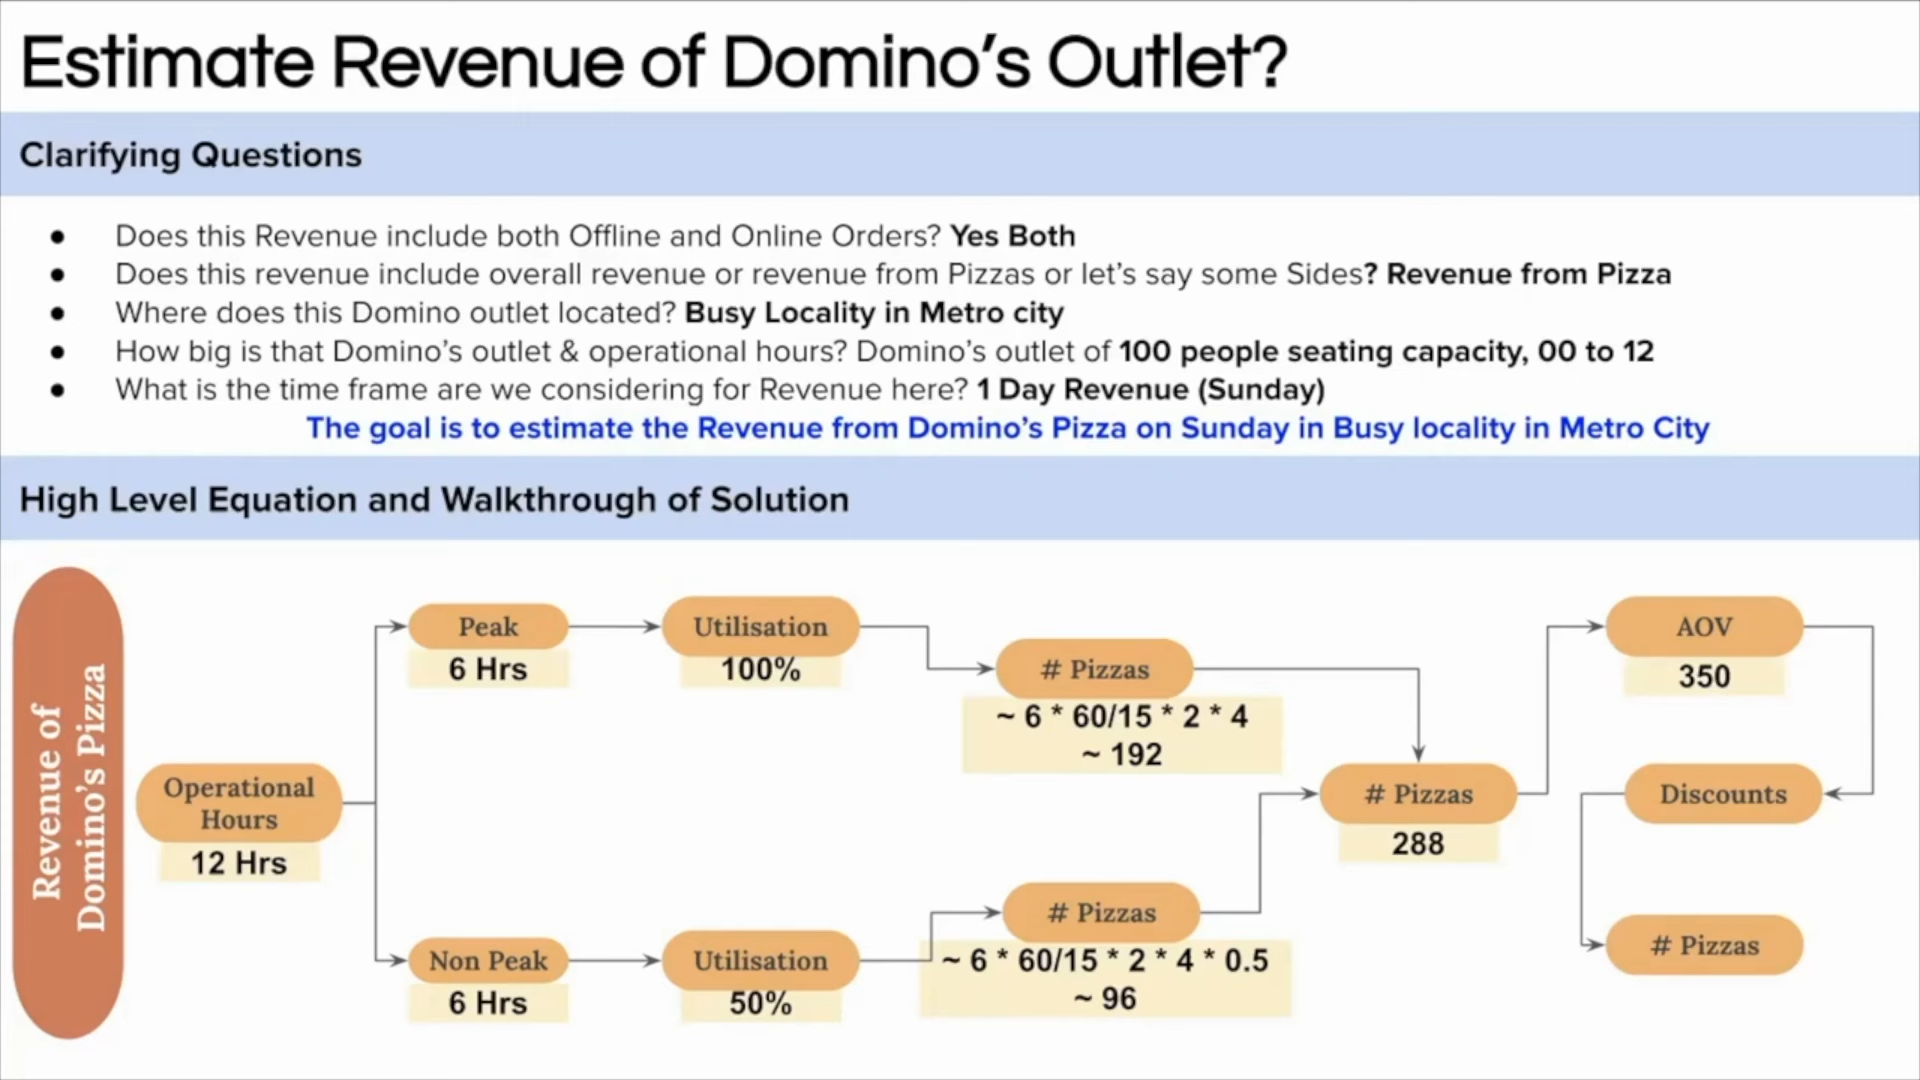 Estimate Revenue of Domino's Outlet?
Clarifying Questions
● Does this Revenue include both Offline and Online Orders? Yes Both
● Does this revenue include overall revenue or revenue from Pizzas or let's say some Sides? Revenue from Pizza
● Where does this Domino outlet located? Busy Locality in Metro city
● How big is that Domino's outlet & operational hours? Domino's outlet of 100 people seating capacity, 00 to 12
● What is the time frame are we considering for Revenue here? 1 Day Revenue (Sunday)
The goal is to estimate the Revenue from Domino's Pizza on Sunday in Busy locality in Metro City
High Level Equation and Walkthrough of Solution
Revenue of
Domino's Pizza
Operational
Hours
12 Hrs
Peak
6 Hrs
Utilisation
100%
# Pizzas
~ 6 * 60/15 * 2 * 4
~ 192
Non Peak
6 Hrs
Utilisation
50%
# Pizzas
~ 6 * 60/15 * 2 * 4 * 0.5
~ 96
# Pizzas
288
AOV
350
Discounts
# Pizzas